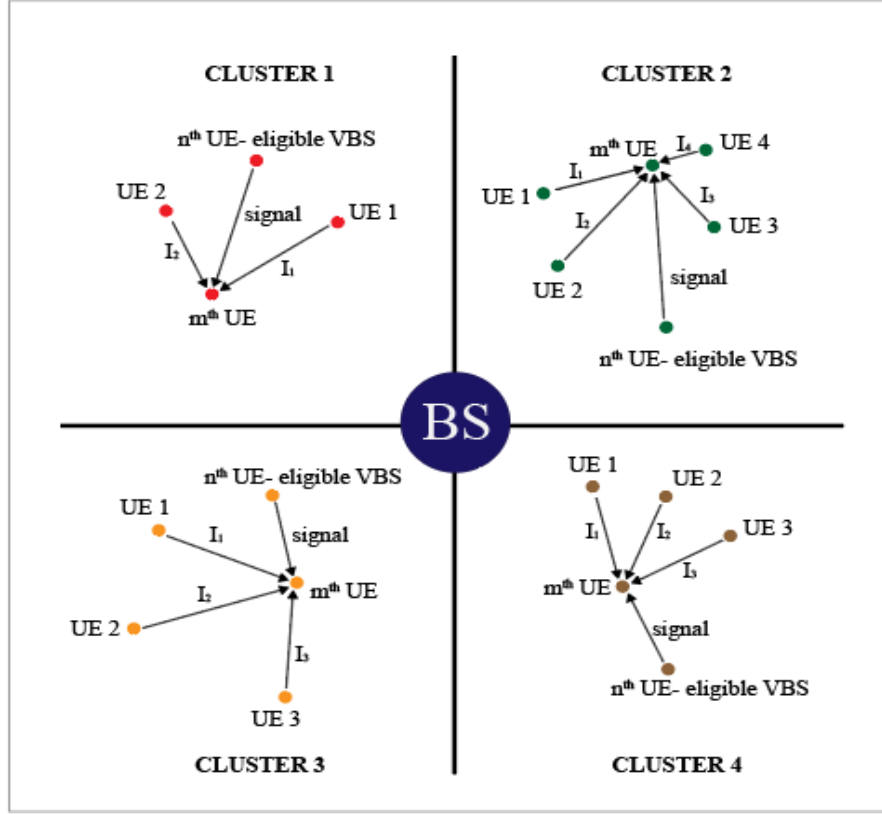 CLUSTER 1
nth UE- eligible VBS
UE 2
UE 1
signal
I₂
I₁
mth UE
CLUSTER 2
mth UE
I₄
UE 4
I₁
UE 1
I₃
I₂
UE 3
UE 2
signal
nth UE- eligible VBS
BS
nth UE- eligible VBS
UE 1
I₁
signal
I₂
mth UE
UE 2
I₃
UE 3
CLUSTER 3
UE 1
UE 2
I₁
I₂
UE 3
I₃
mth UE
signal
nth UE- eligible VBS
CLUSTER 4